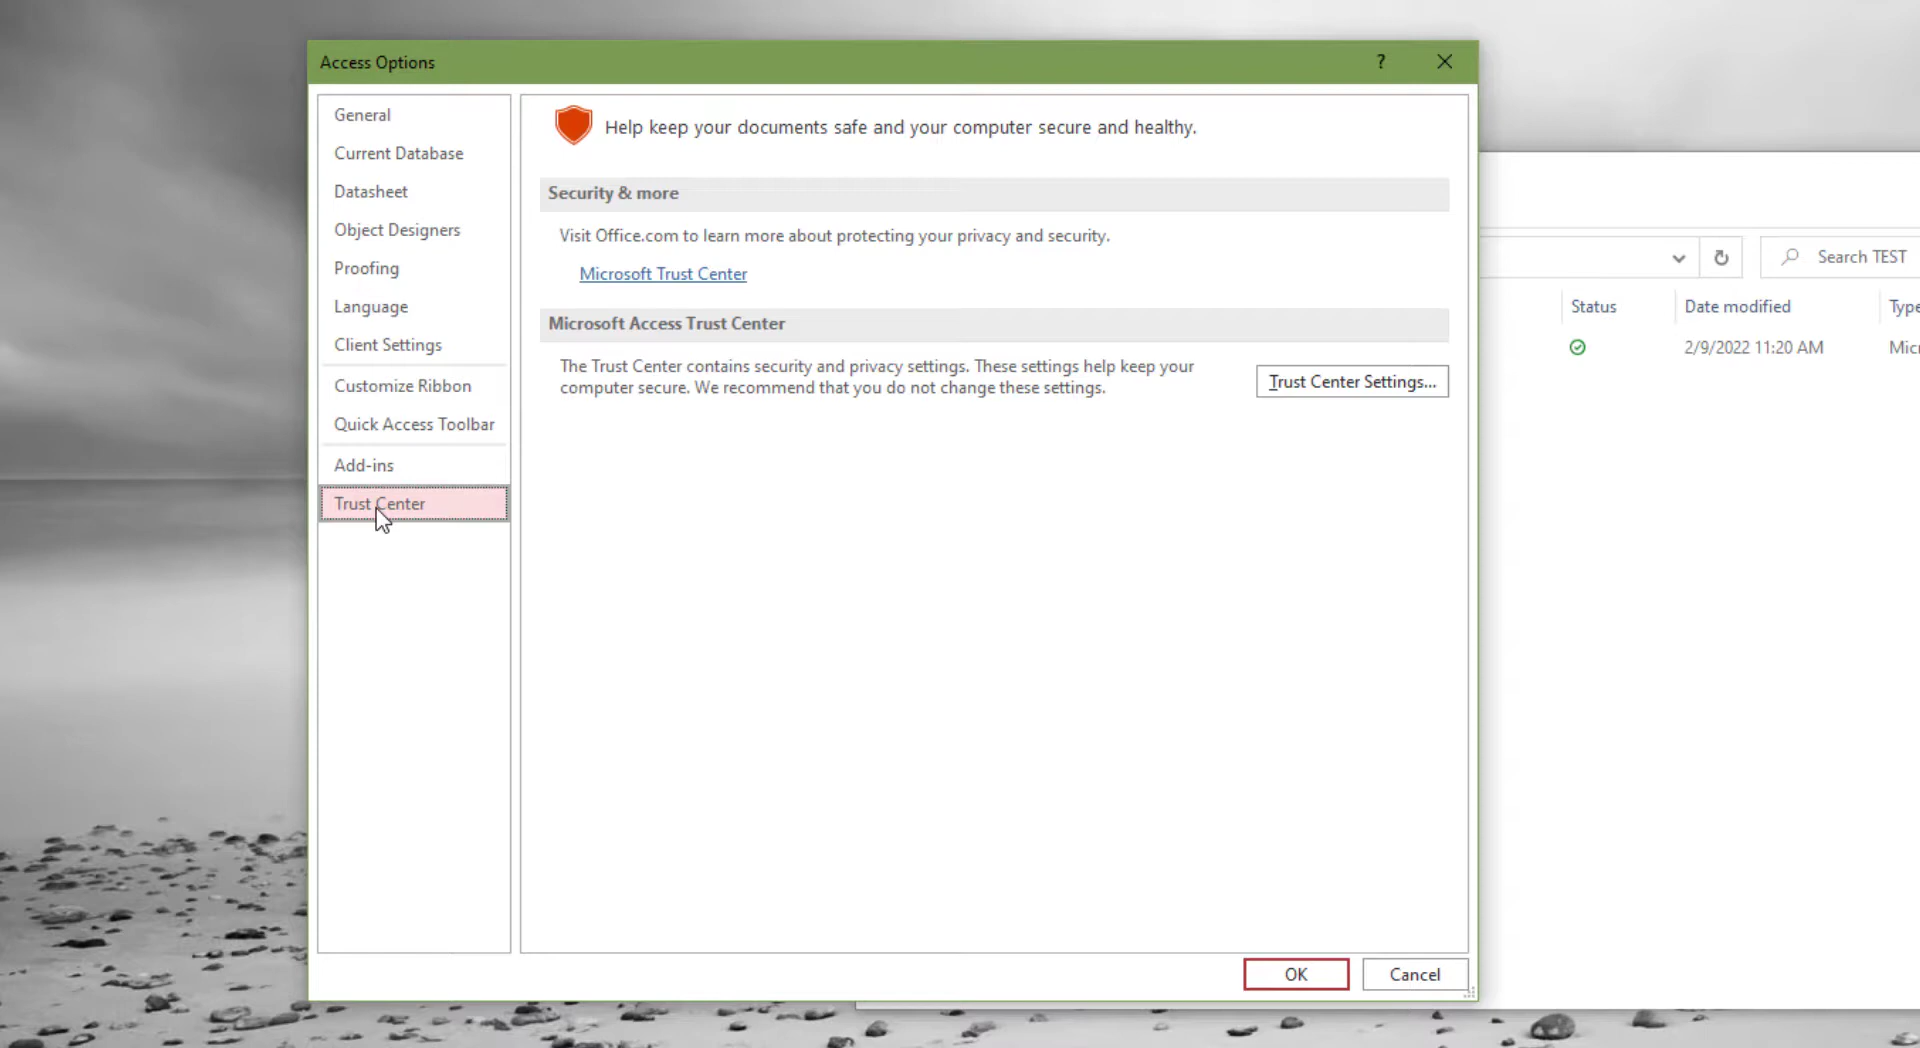 Access Options
?
General
Current Database
Datasheet
Object Designers
Proofing
Language
Client Settings
Customize Ribbon
Quick Access Toolbar
Add-ins
Trust Center
Help keep your documents safe and your computer secure and healthy.
Security & more
Visit Office.com to learn more about protecting your privacy and security.
Microsoft Trust Center
Microsoft Access Trust Center
The Trust Center contains security and privacy settings. These settings help keep your
computer secure. We recommend that you do not change these settings.
Trust Center Settings...
OK
Cancel
Search TEST
Status
Date modified
Type
2/9/2022 11:20 AM
Micr